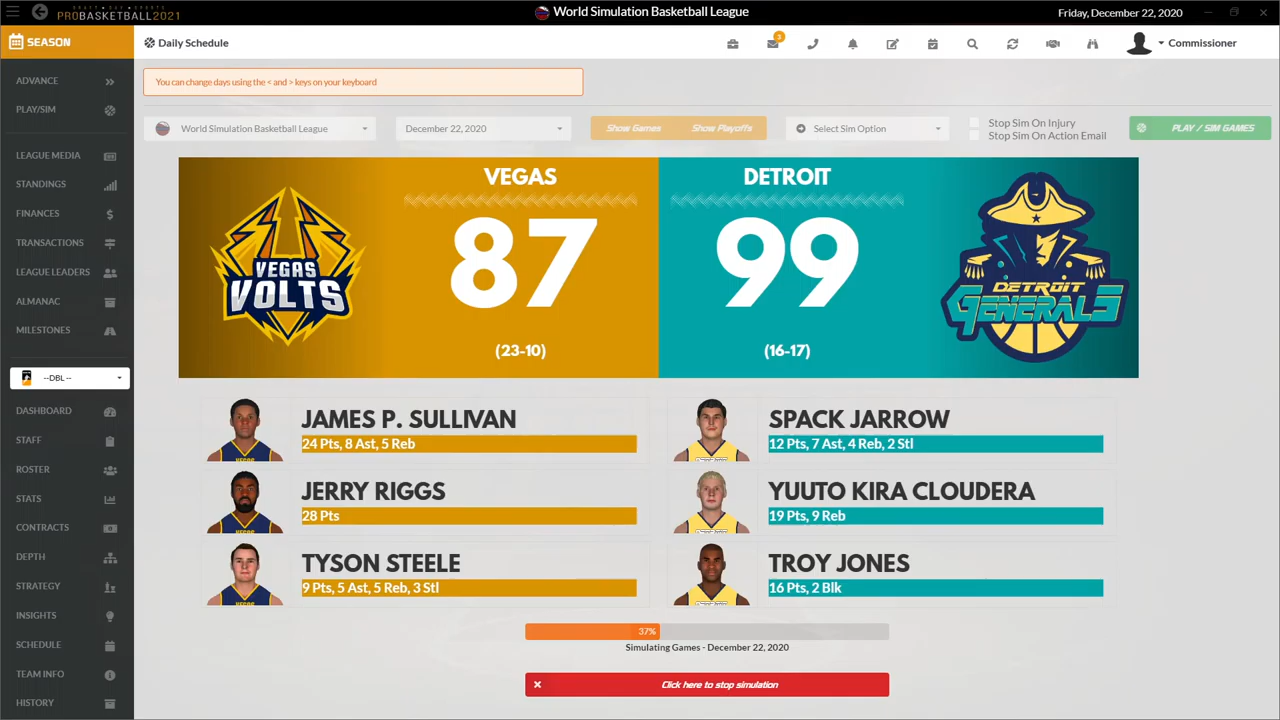 DRAFT DAY SPORTS
PROBASKETBALL2021
World Simulation Basketball League
Friday, December 22, 2020
SEASON
Daily Schedule
3
Commissioner
ADVANCE
PLAY/SIM
LEAGUE MEDIA
STANDINGS
FINANCES
TRANSACTIONS
LEAGUE LEADERS
ALMANAC
MILESTONES
--DBL --
DASHBOARD
STAFF
ROSTER
STATS
CONTRACTS
DEPTH
STRATEGY
INSIGHTS
SCHEDULE
TEAM INFO
HISTORY
You can change days using the < and > keys on your keyboard
World Simulation Basketball League
December 22, 2020
Show Games
Show Playoffs
Select Sim Option
Stop Sim On Injury
Stop Sim On Action Email
PLAY / SIM GAMES
VEGAS
VOLTS
VEGAS
87
(23-10)
DETROIT
99
(16-17)
DETROIT
GENERALS
JAMES P. SULLIVAN
24 Pts, 8 Ast, 5 Reb
SPACK JARROW
12 Pts, 7 Ast, 4 Reb, 2 Stl
JERRY RIGGS
28 Pts
YUUTO KIRA CLOUDERA
19 Pts, 9 Reb
TYSON STEELE
9 Pts, 5 Ast, 5 Reb, 3 Stl
TROY JONES
16 Pts, 2 Blk
37%
Simulating Games - December 22, 2020
Click here to stop simulation